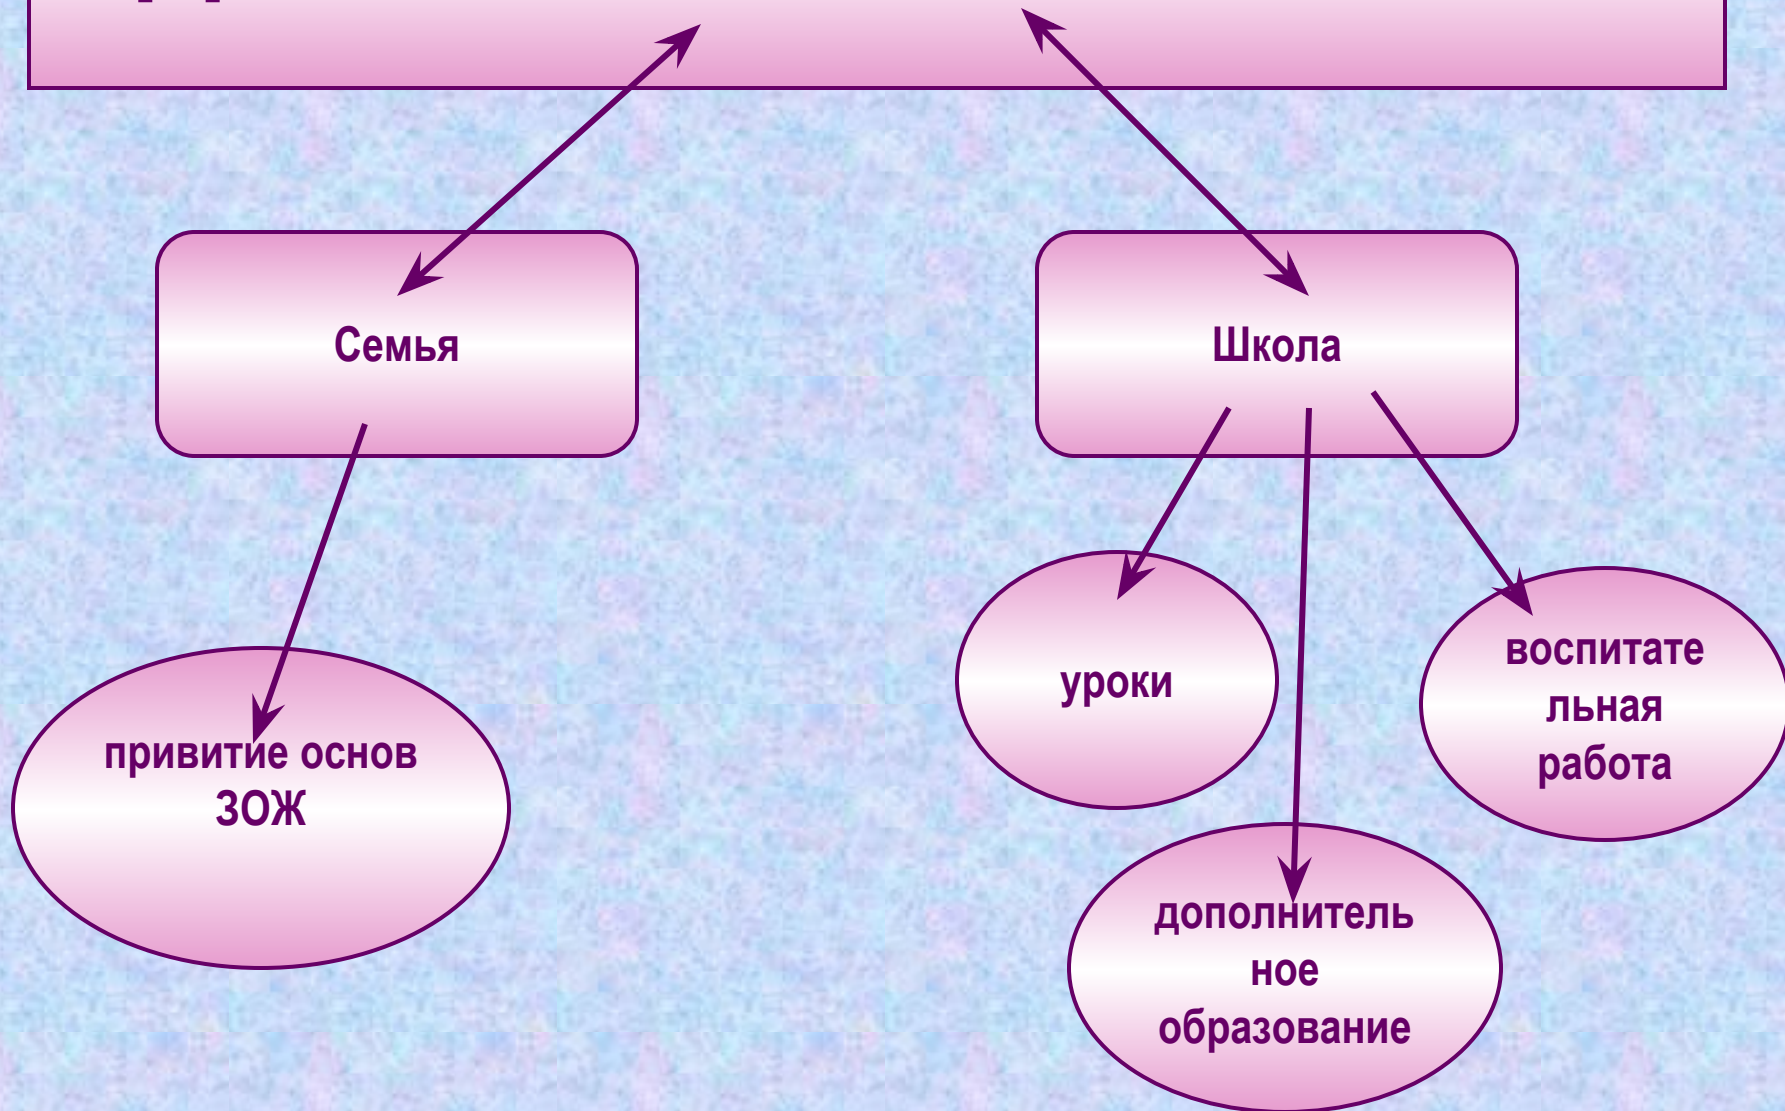 Семья
Школа
привитие основ
ЗОЖ
уроки
воспитате
льная
работа
дополнитель
ное
образование